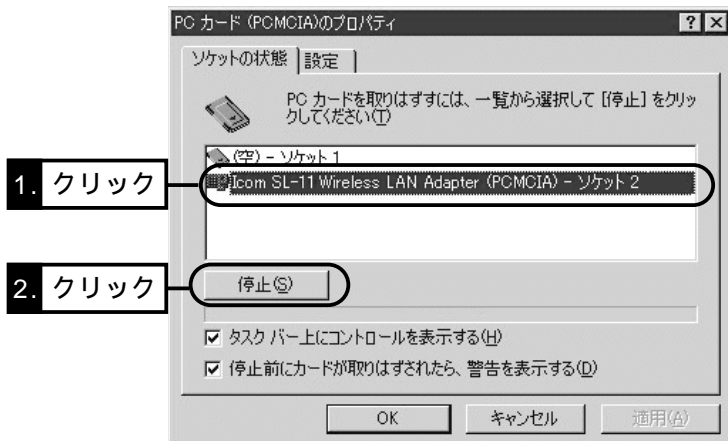 PC カード (PCMCIA)のプロパティ
ソケットの状態
設定
PC カードを取りはずすには、一覧から選択して [停止] をクリッ
クしてください(T)
(空) - ソケット 1
1. クリック
Icom SL-11 Wireless LAN Adapter (PCMCIA) - ソケット 2
2. クリック
停止(S)
タスク バー上にコントロールを表示する(H)
停止前にカードが取りはずされたら、警告を表示する(D)
OK
キャンセル
適用(A)